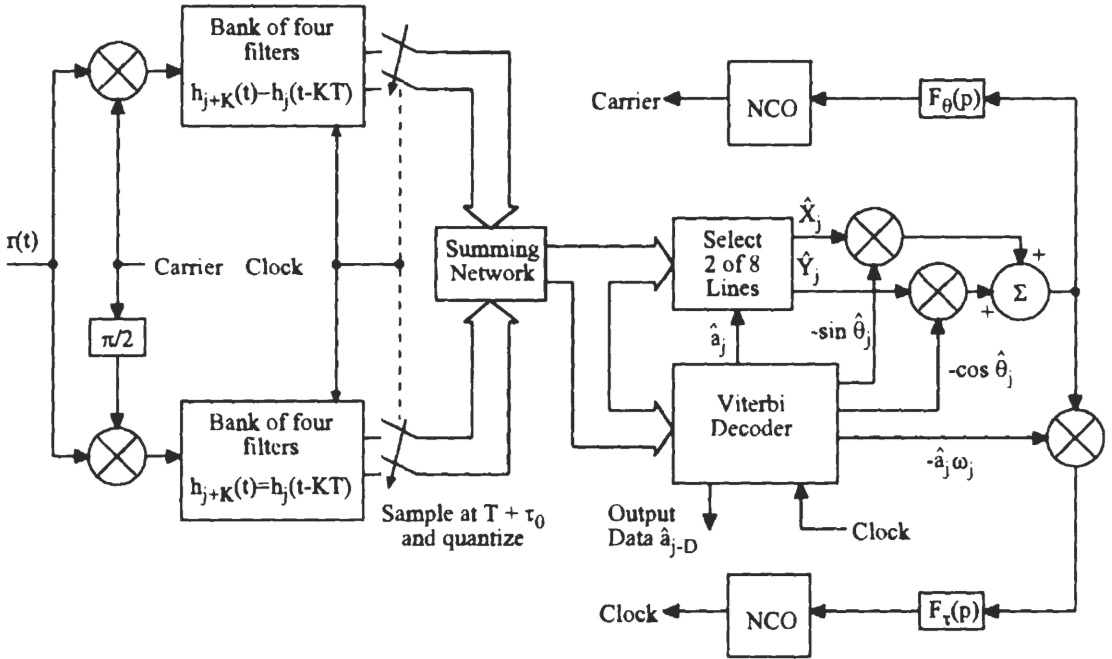 Bank of four
filters
h_{j+K}(t)–h_j(t-KT)
r(t)
Carrier
Clock
π/2
Bank of four
filters
h_{j+K}(t)=h_j(t-KT)
Sample at T + τ_0
and quantize
Summing
Network
Carrier
NCO
F_θ(p)
Select
2 of 8
Lines
X̂_j
Ŷ_j
Σ
+
+
â_j
-sin θ̂_j
-cos θ̂_j
Viterbi
Decoder
-â_jω_j
Output
Data â_{j-D}
Clock
Clock
NCO
F_τ(p)